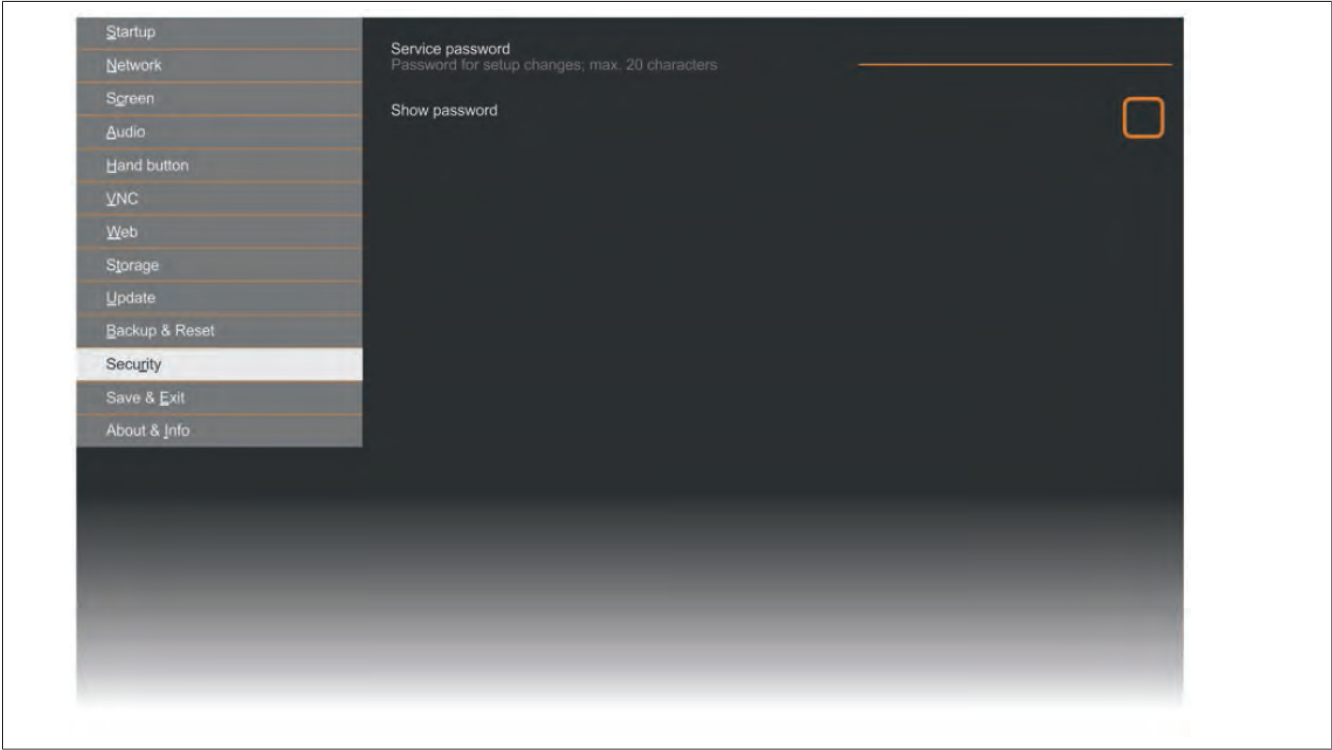 Startup
Network
Screen
Audio
Hand button
VNC
Web
Storage
Update
Backup & Reset
Security
Save & Exit
About & Info
Service password
Password for setup changes; max. 20 characters
Show password